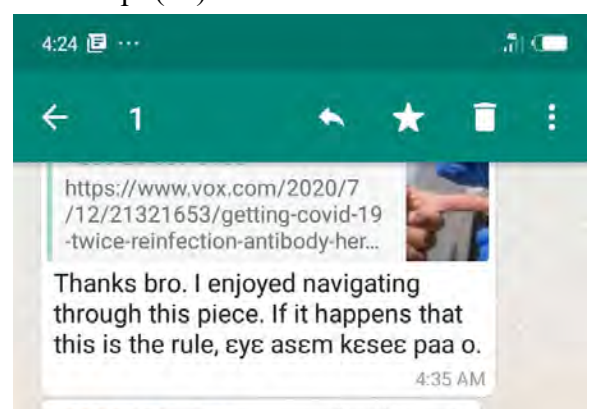 4:24
1
https://www.vox.com/2020/7
/12/21321653/getting-covid-19
-twice-reinfection-antibody-her...
Thanks bro. I enjoyed navigating
through this piece. If it happens that
this is the rule, ɛyɛ asɛm kɛseɛ paa o.
4:35 AM